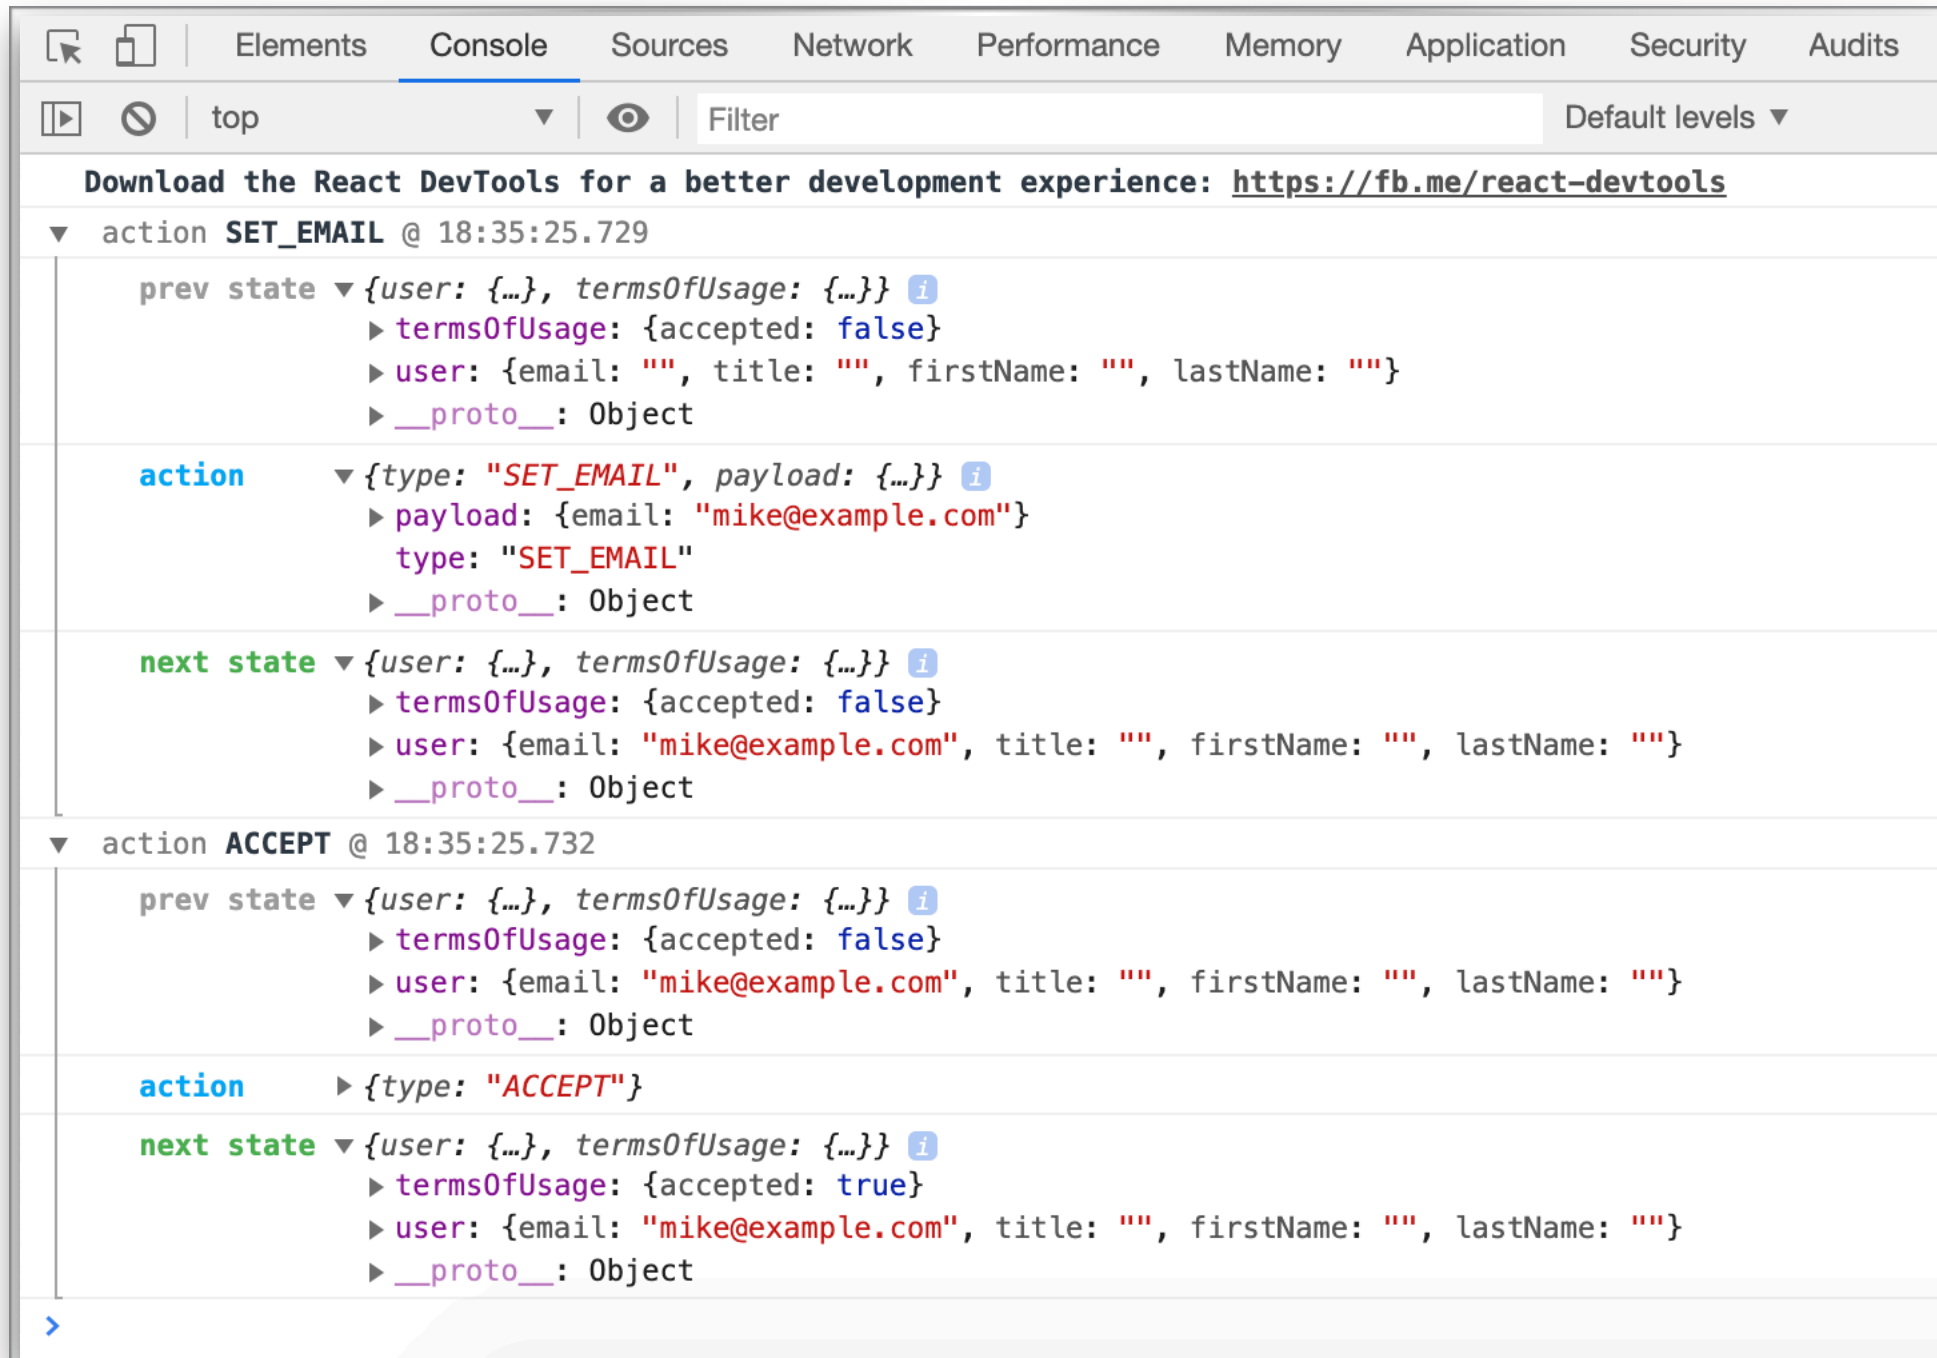 Elements Console Sources Network Performance Memory Application Security Audits
top Filter Default levels
Download the React DevTools for a better development experience: https://fb.me/react-devtools
action SET_EMAIL @ 18:35:25.729
prev state {user: {…}, termsOfUsage: {…}} i
termsOfUsage: {accepted: false}
user: {email: "", title: "", firstName: "", lastName: ""}
__proto__: Object
action {type: "SET_EMAIL", payload: {…}} i
payload: {email: "mike@example.com"}
type: "SET_EMAIL"
__proto__: Object
next state {user: {…}, termsOfUsage: {…}} i
termsOfUsage: {accepted: false}
user: {email: "mike@example.com", title: "", firstName: "", lastName: ""}
__proto__: Object
action ACCEPT @ 18:35:25.732
prev state {user: {…}, termsOfUsage: {…}} i
termsOfUsage: {accepted: false}
user: {email: "mike@example.com", title: "", firstName: "", lastName: ""}
__proto__: Object
action {type: "ACCEPT"}
next state {user: {…}, termsOfUsage: {…}} i
termsOfUsage: {accepted: true}
user: {email: "mike@example.com", title: "", firstName: "", lastName: ""}
__proto__: Object